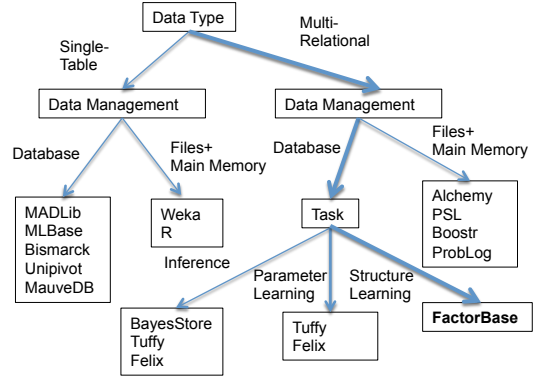 Data Type
Single-
Table
Multi-
Relational
Data Management
Data Management
Database
Files+
Main Memory
Database
Files+
Main Memory
MADLib
MLBase
Bismarck
Unipivot
MauveDB
Weka
R
Task
Alchemy
PSL
Boostr
ProbLog
Inference
Parameter
Learning
Structure
Learning
BayesStore
Tuffy
Felix
Tuffy
Felix
FactorBase